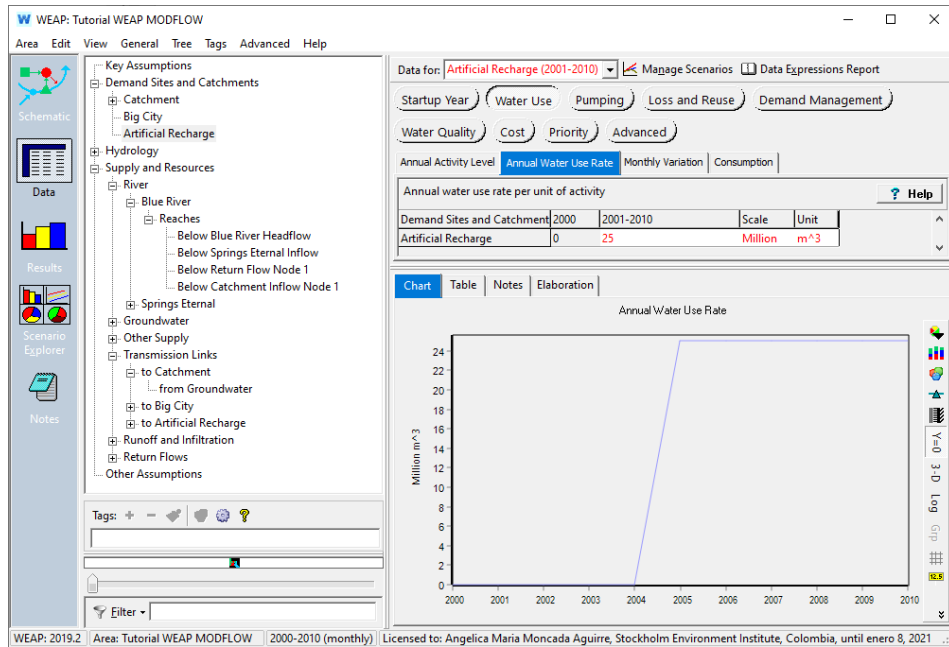 WEAP: Tutorial WEAP MODFLOW
Area Edit View General Tree Tags Advanced Help
Schematic
Data
Results
Scenario
Explorer
Notes
Key Assumptions
Demand Sites and Catchments
Catchment
Big City
Artificial Recharge
Hydrology
Supply and Resources
River
Blue River
Reaches
Below Blue River Headflow
Below Springs Eternal Inflow
Below Return Flow Node 1
Below Catchment Inflow Node 1
Springs Eternal
Groundwater
Other Supply
Transmission Links
to Catchment
from Groundwater
to Big City
to Artificial Recharge
Runoff and Infiltration
Return Flows
Other Assumptions
Tags:
Filter
Data for: Artificial Recharge (2001-2010) Manage Scenarios Data Expressions Report
Startup Year Water Use Pumping Loss and Reuse Demand Management
Water Quality Cost Priority Advanced
Annual Activity Level Annual Water Use Rate Monthly Variation Consumption
Annual water use rate per unit of activity ? Help
Demand Sites and Catchment 2000 2001-2010 Scale Unit
Artificial Recharge 0 25 Million m^3
Chart Table Notes Elaboration
Annual Water Use Rate
Million m^3
24
22
20
18
16
14
12
10
8
6
4
2
0
2000 2001 2002 2003 2004 2005 2006 2007 2008 2009 2010
Y=0
3-D
Log
Grp
12.5
WEAP: 2019.2 Area: Tutorial WEAP MODFLOW 2000-2010 (monthly) Licensed to: Angelica Maria Moncada Aguirre, Stockholm Environment Institute, Colombia, until enero 8, 2021